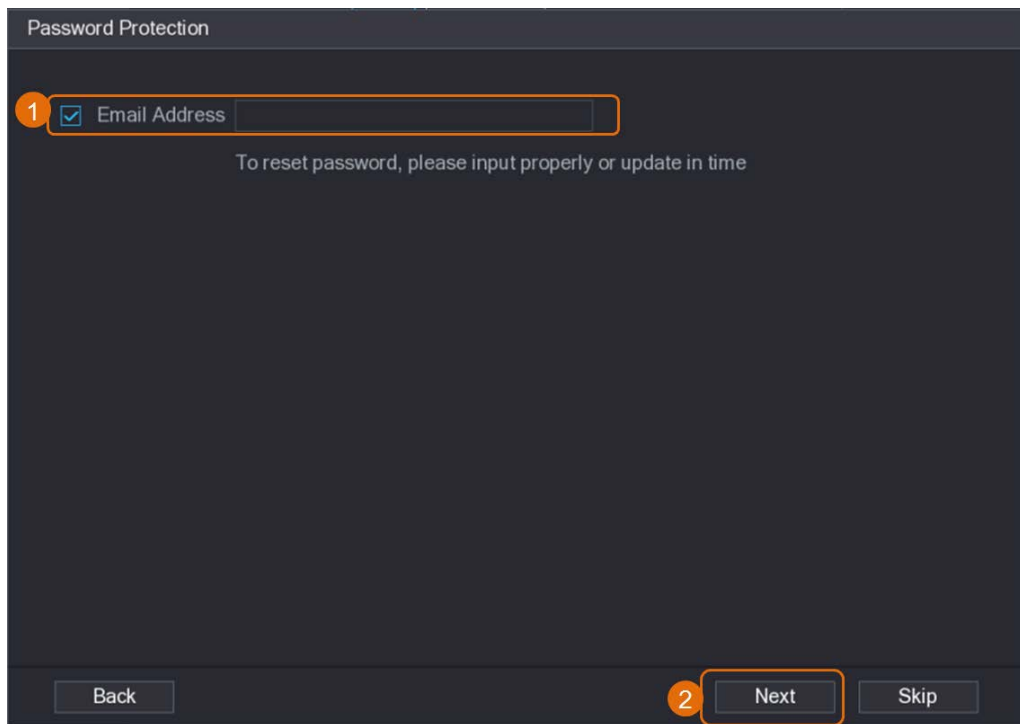 Password Protection
1 Email Address
To reset password, please input properly or update in time
Back 2 Next Skip